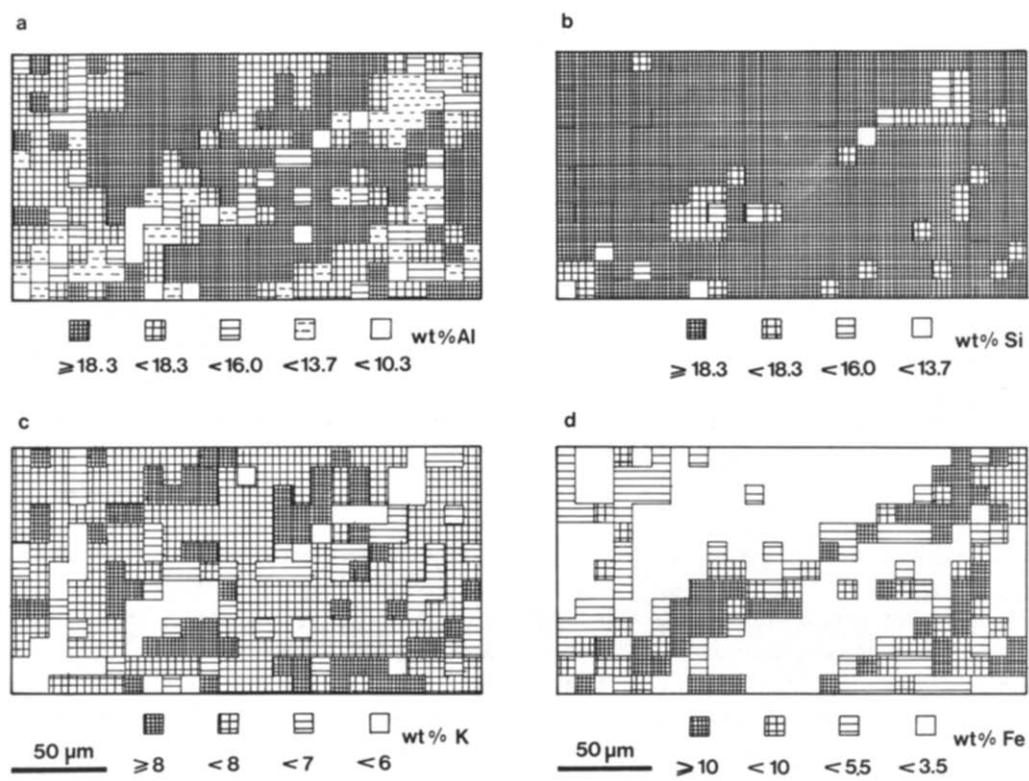 a
b
wt%Al
≥18.3 <18.3 <16.0 <13.7 <10.3
wt% Si
≥18.3 <18.3 <16.0 <13.7
c
d
wt% K
50 µm
≥8 <8 <7 <6
wt% Fe
50 µm
≥10 <10 <5.5 <3.5